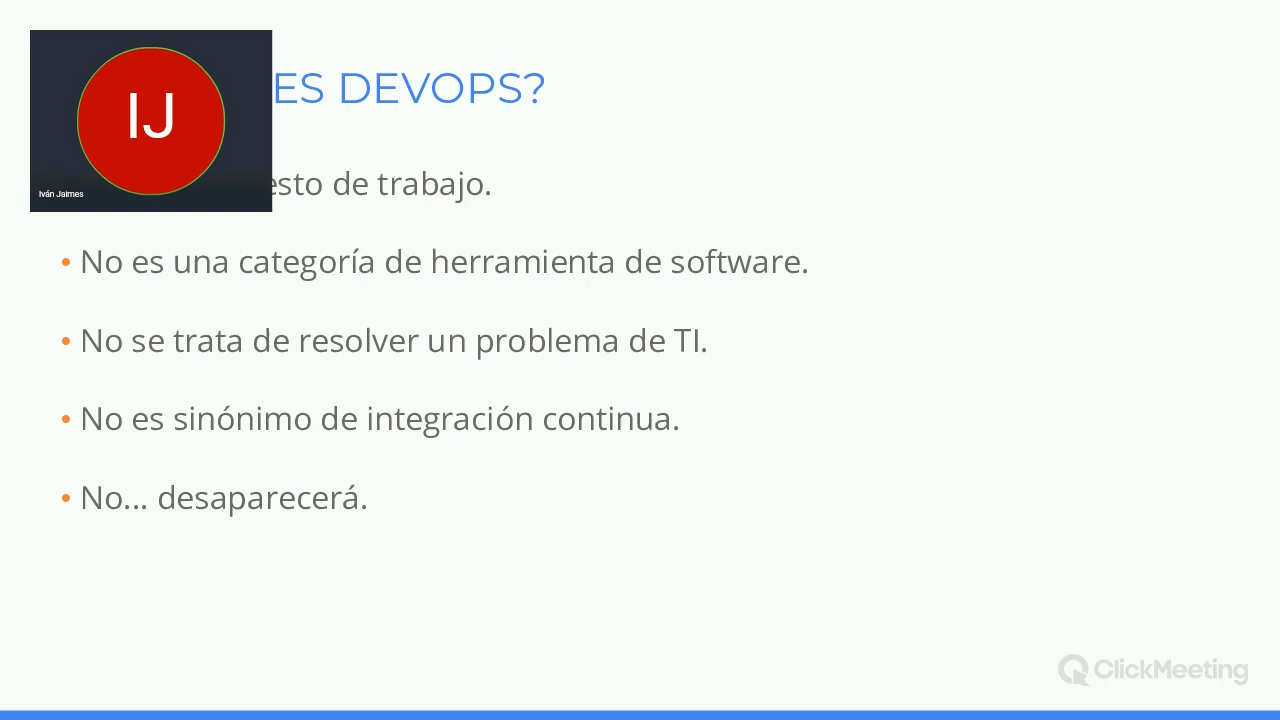 IJ
Iván Jaimes
ES DEVOPS?
de trabajo.
• No es una categoría de herramienta de software.
• No se trata de resolver un problema de TI.
• No es sinónimo de integración continua.
• No... desaparecerá.
ClickMeeting